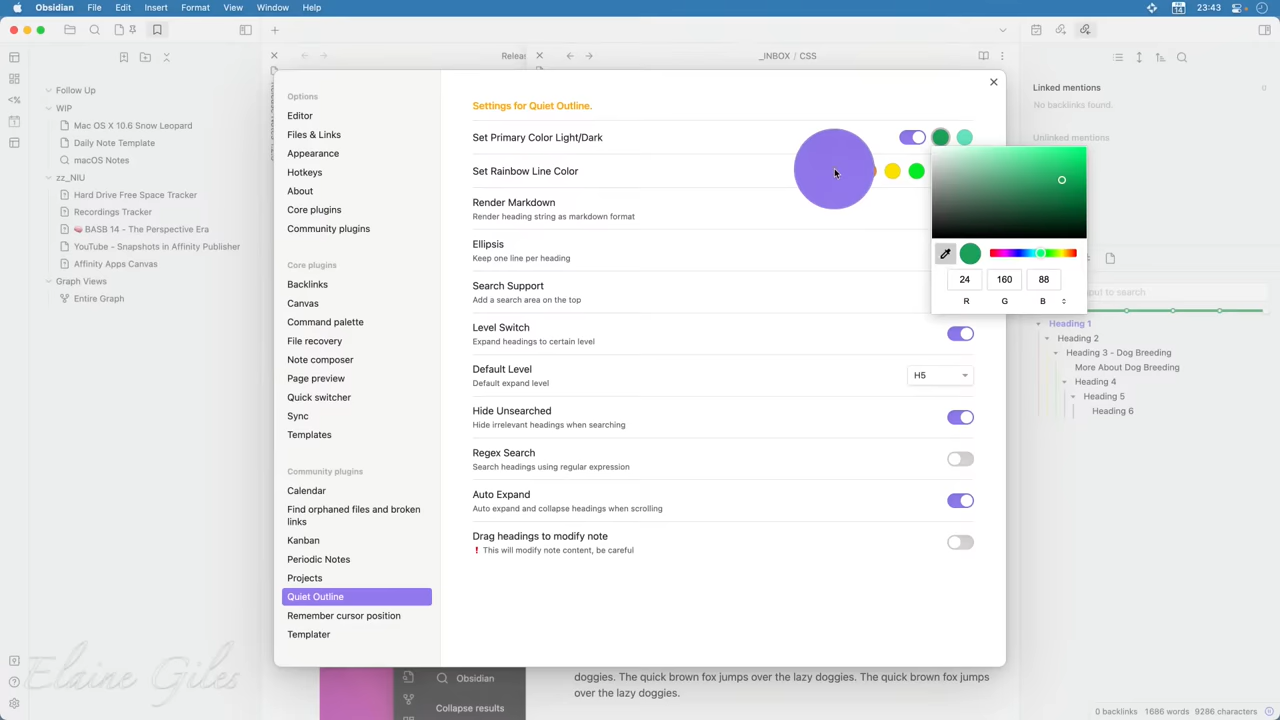 Obsidian File Edit Insert Format View Window Help
14 23:43
Releas
_INBOX / CSS
Follow Up
WIP
Mac OS X 10.6 Snow Leopard
Daily Note Template
macOS Notes
zz_NIU
Hard Drive Free Space Tracker
Recordings Tracker
BASB 14 - The Perspective Era
YouTube - Snapshots in Affinity Publisher
Affinity Apps Canvas
Graph Views
Entire Graph
Elaine Giles
Options
Editor
Files & Links
Appearance
Hotkeys
About
Core plugins
Community plugins
Core plugins
Backlinks
Canvas
Command palette
File recovery
Note composer
Page preview
Quick switcher
Sync
Templates
Community plugins
Calendar
Find orphaned files and broken
links
Kanban
Periodic Notes
Projects
Quiet Outline
Remember cursor position
Templater
Settings for Quiet Outline.
Set Primary Color Light/Dark
Set Rainbow Line Color
Render Markdown
Render heading string as markdown format
Ellipsis
Keep one line per heading
Search Support
Add a search area on the top
Level Switch
Expand headings to certain level
Default Level
Default expand level
H5
Hide Unsearched
Hide irrelevant headings when searching
Regex Search
Search headings using regular expression
Auto Expand
Auto expand and collapse headings when scrolling
Drag headings to modify note
❗ This will modify note content, be careful
24 160 88
R G B
Linked mentions
No backlinks found.
Unlinked mentions
put to search
Heading 1
Heading 2
Heading 3 - Dog Breeding
More About Dog Breeding
Heading 4
Heading 5
Heading 6
Obsidian
Collapse results
doggies. The quick brown fox jumps over the lazy doggies. The quick brown fox jumps
over the lazy doggies.
0 backlinks 1686 words 9286 characters